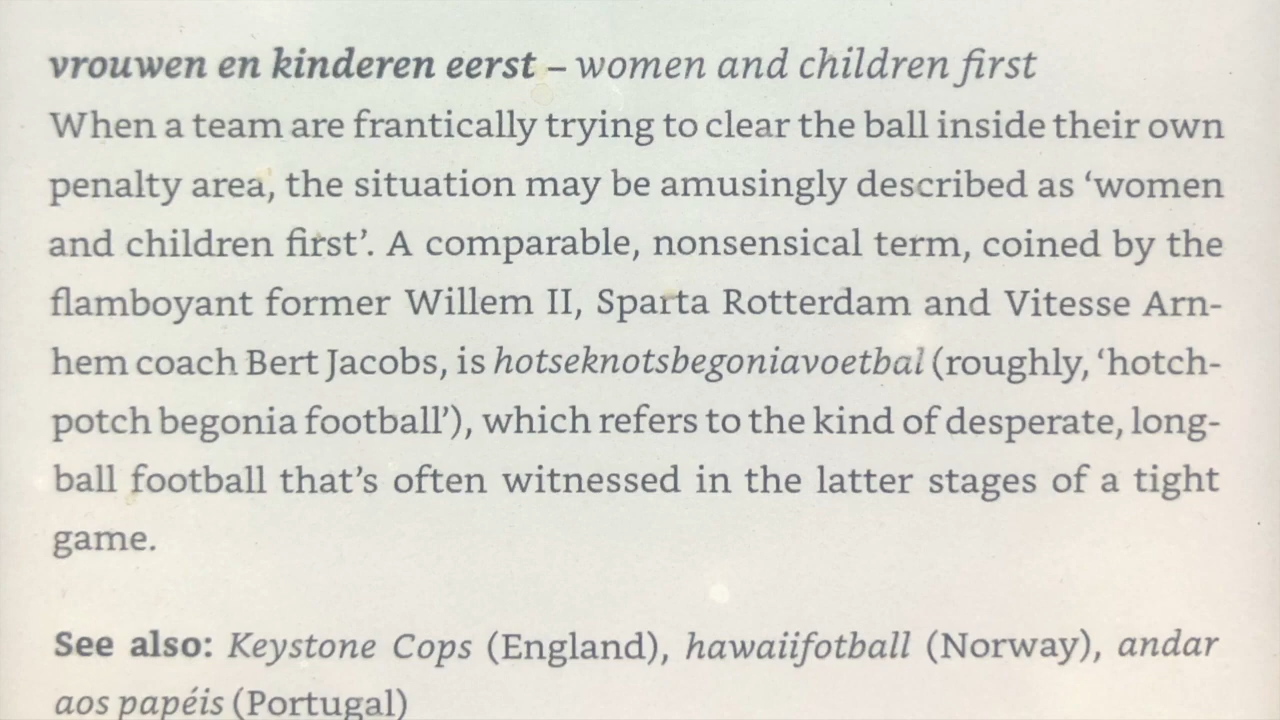 vrouwen en kinderen eerst – women and children first
When a team are frantically trying to clear the ball inside their own
penalty area, the situation may be amusingly described as ‘women
and children first’. A comparable, nonsensical term, coined by the
flamboyant former Willem II, Sparta Rotterdam and Vitesse Arn-
hem coach Bert Jacobs, is hotseknotsbegoniavoetbal (roughly, ‘hotch-
potch begonia football’), which refers to the kind of desperate, long-
ball football that’s often witnessed in the latter stages of a tight
game.
See also: Keystone Cops (England), hawaiifotball (Norway), andar
aos papéis (Portugal)